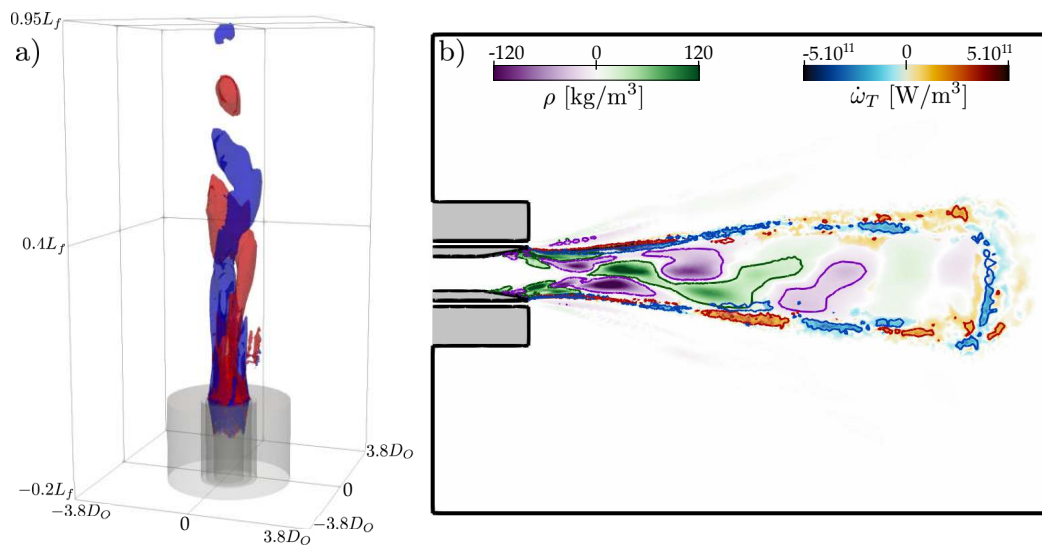 0.95L_f
a)
0.4L_f
−0.2L_f
−3.8D_O
0
3.8D_O
−3.8D_O
0
3.8D_O
b)
-120 0 120
ρ [kg/m³]
-5.10¹¹ 0 5.10¹¹
ω̇_T [W/m³]